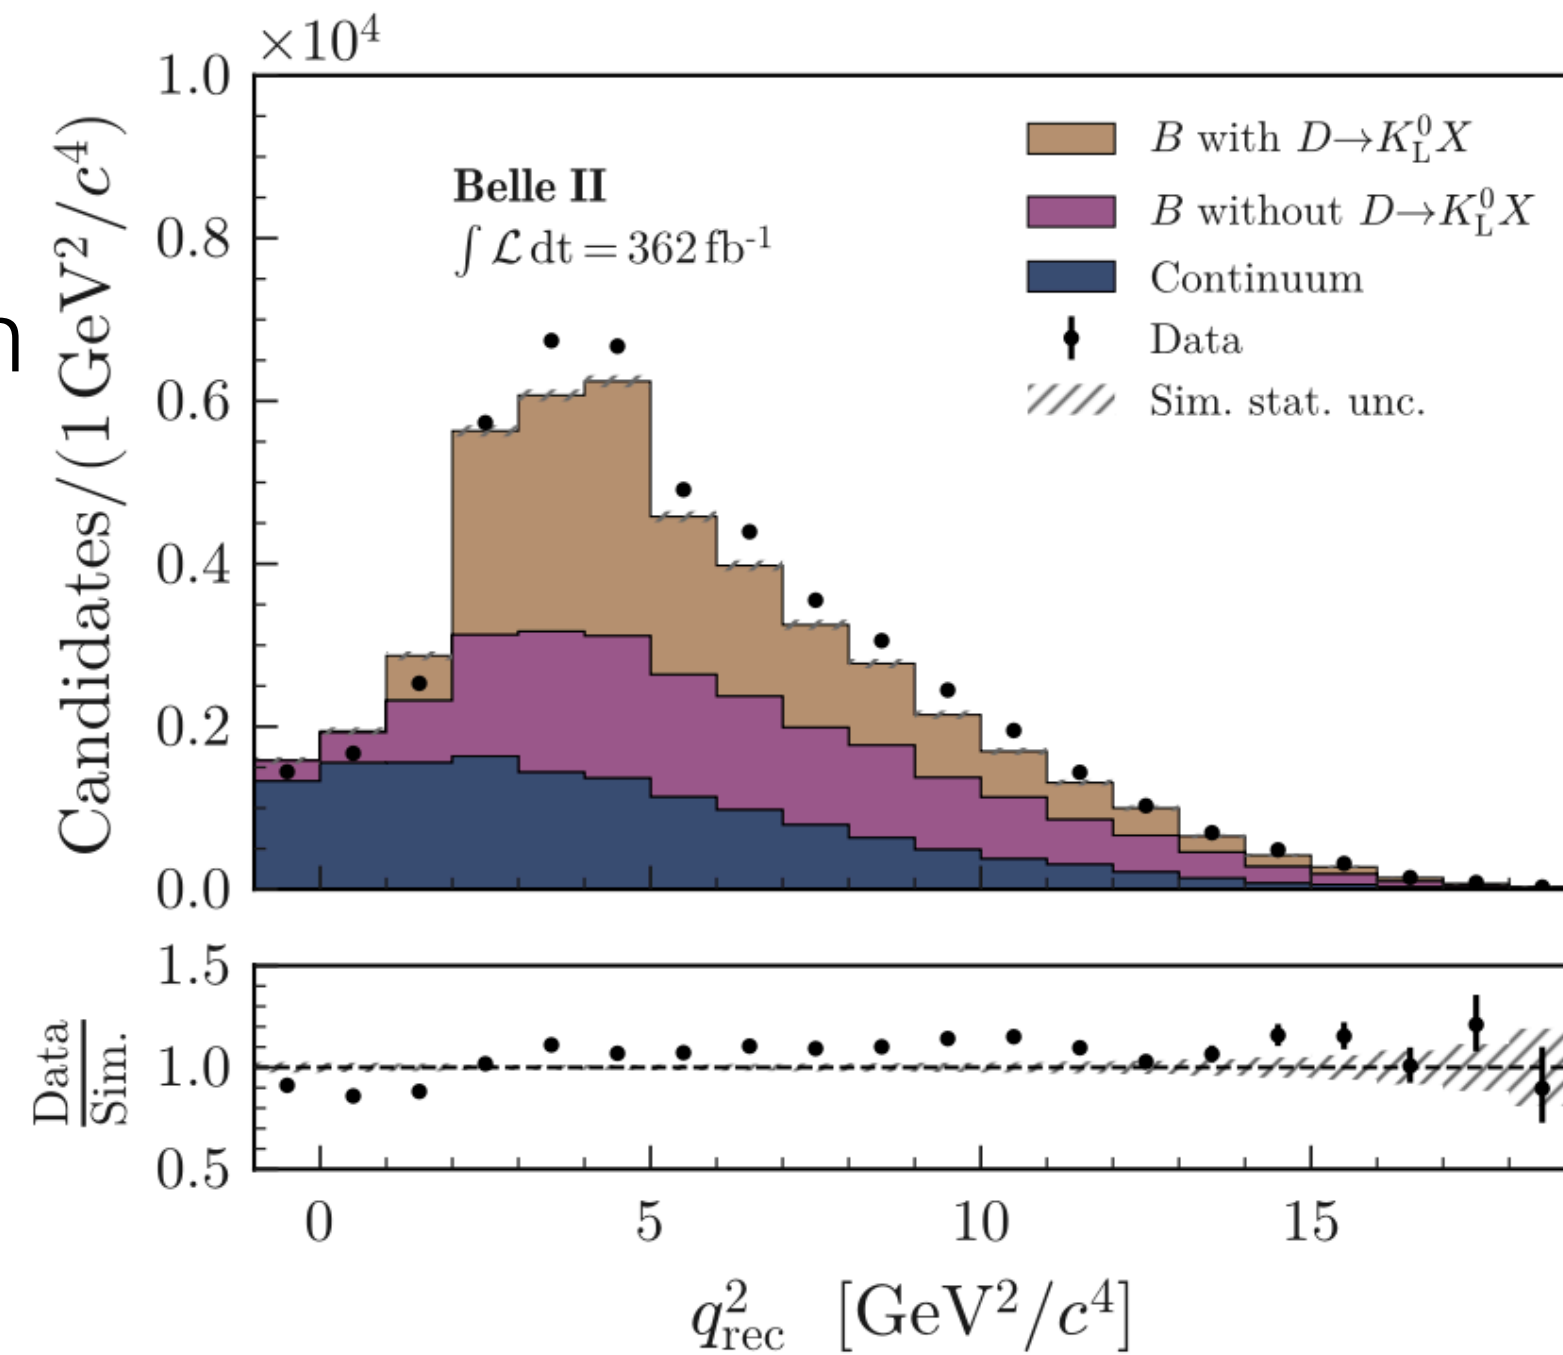 ×10⁴
1.0
0.8
0.6
0.4
0.2
0.0
Candidates/(1 GeV²/c⁴)
n
Belle II
∫ ℒ dt = 362 fb⁻¹
B with D→K⁰_L X
B without D→K⁰_L X
Continuum
Data
Sim. stat. unc.
1.5
1.0
0.5
Data
Sim.
0 5 10 15
q²_rec [GeV²/c⁴]